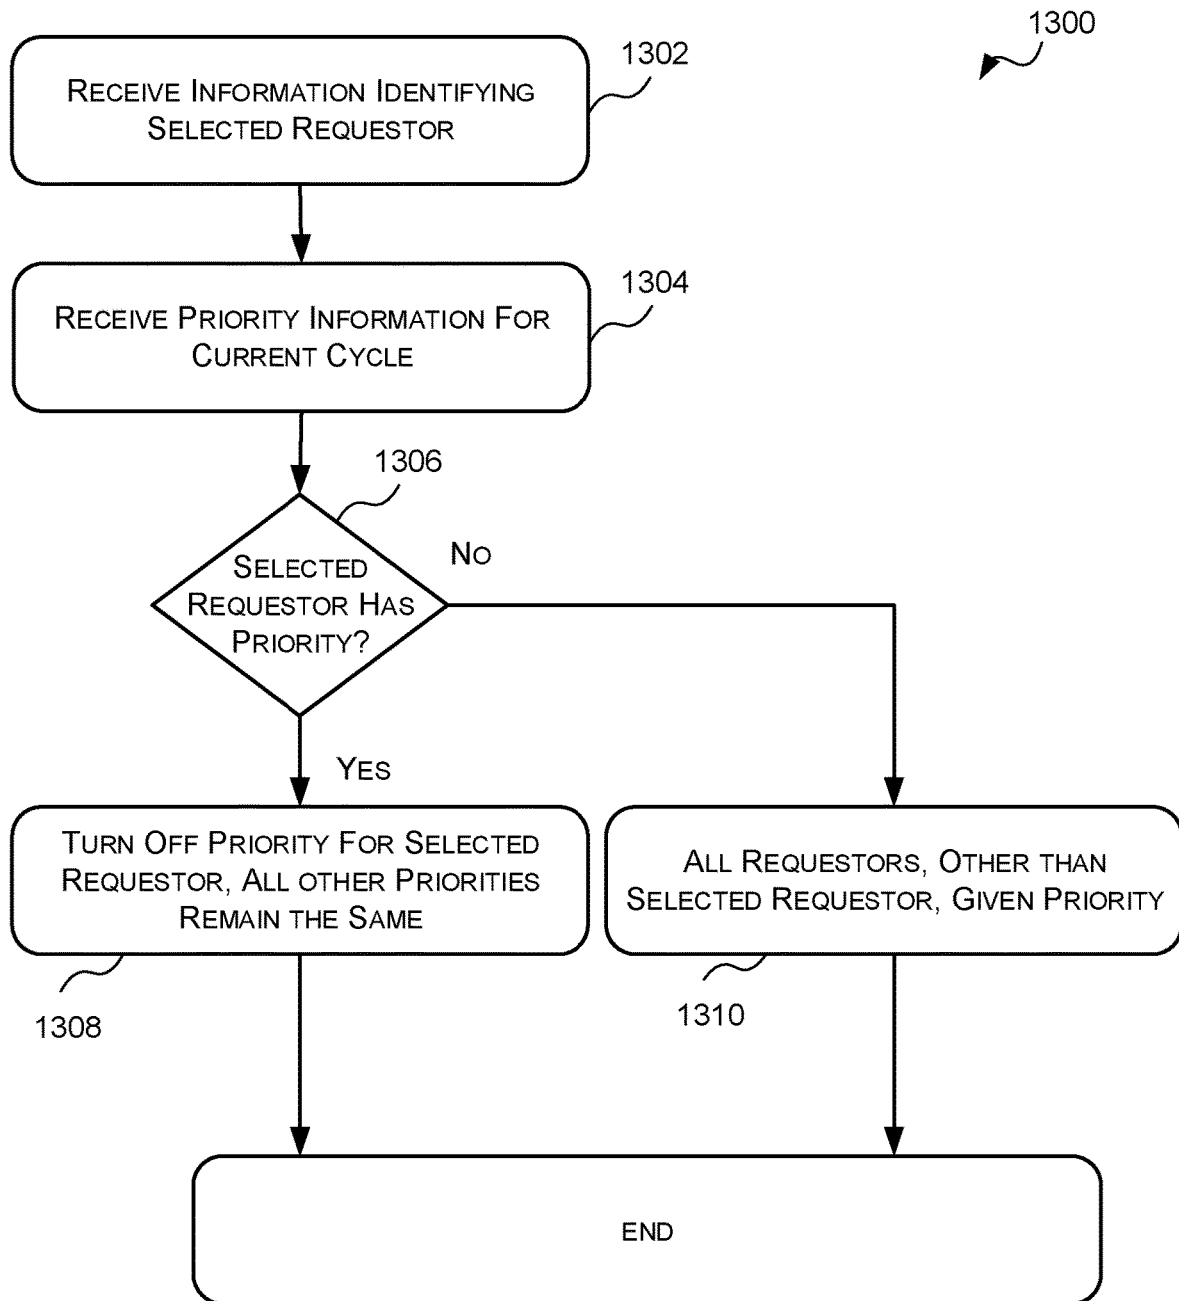 1300
1302
RECEIVE INFORMATION IDENTIFYING
SELECTED REQUESTOR
1304
RECEIVE PRIORITY INFORMATION FOR
CURRENT CYCLE
1306
SELECTED
REQUESTOR HAS
PRIORITY?
NO
YES
TURN OFF PRIORITY FOR SELECTED
REQUESTOR, ALL OTHER PRIORITIES
REMAIN THE SAME
1308
ALL REQUESTORS, OTHER THAN
SELECTED REQUESTOR, GIVEN PRIORITY
1310
END